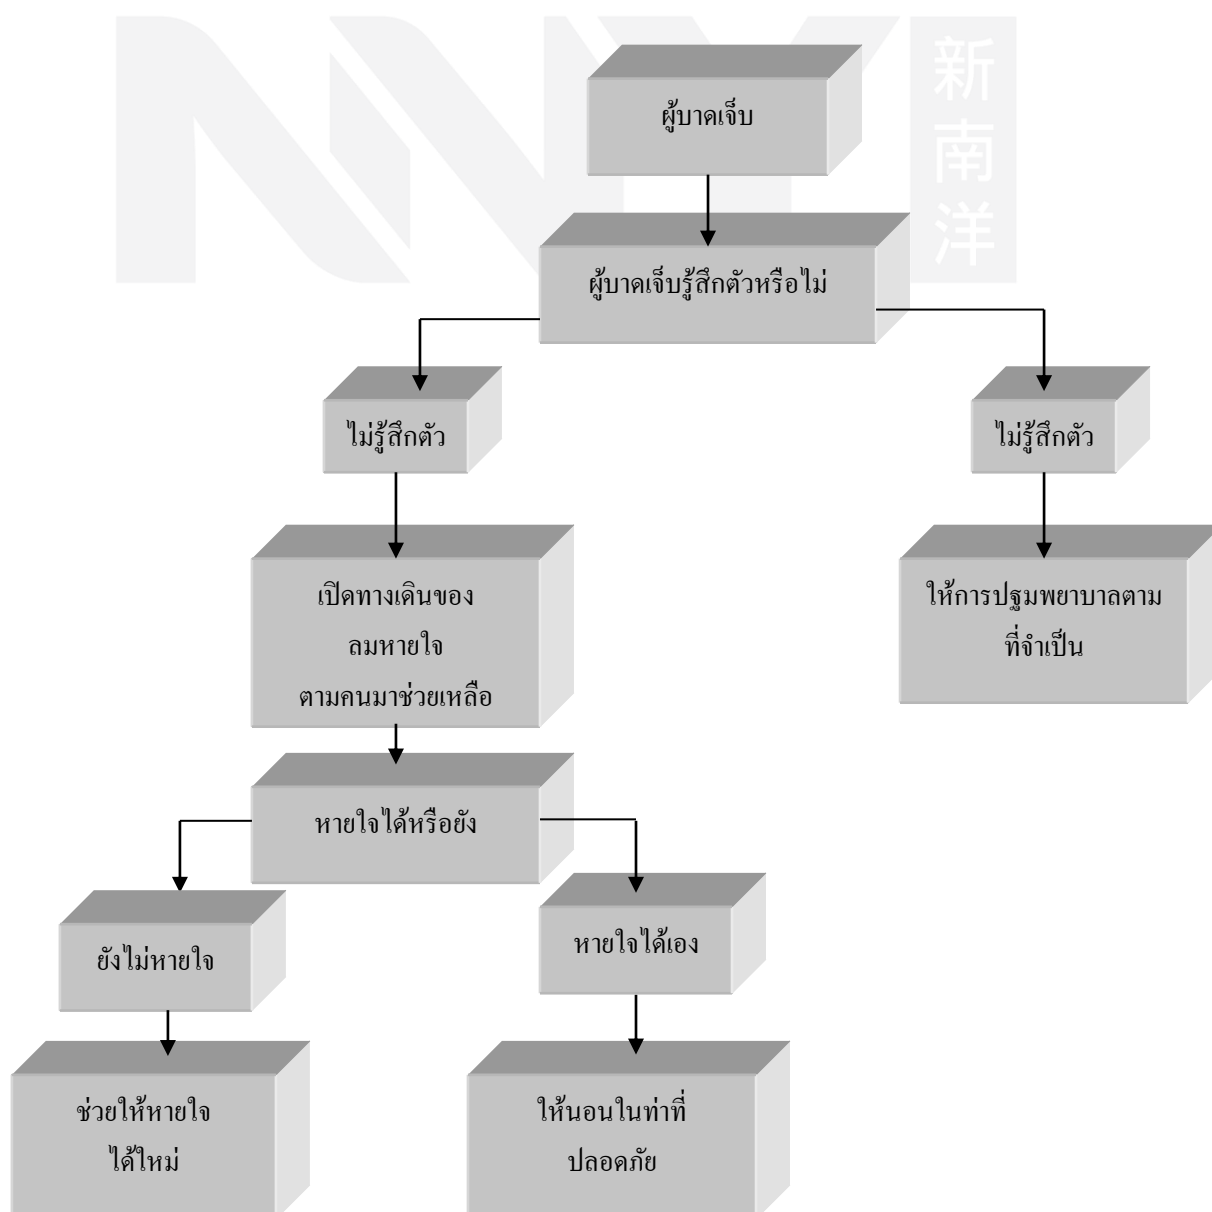 新
南
洋
ผู้บาดเจ็บ
ผู้บาดเจ็บรู้สึกตัวหรือไม่
ไม่รู้สึกตัว
ไม่รู้สึกตัว
เปิดทางเดินของ
ลมหายใจ
ตามคนมาช่วยเหลือ
ให้การปฐมพยาบาลตาม
ที่จำเป็น
หายใจได้หรือยัง
ยังไม่หายใจ
หายใจได้เอง
ช่วยให้หายใจ
ได้ใหม่
ให้นอนในท่าที่
ปลอดภัย